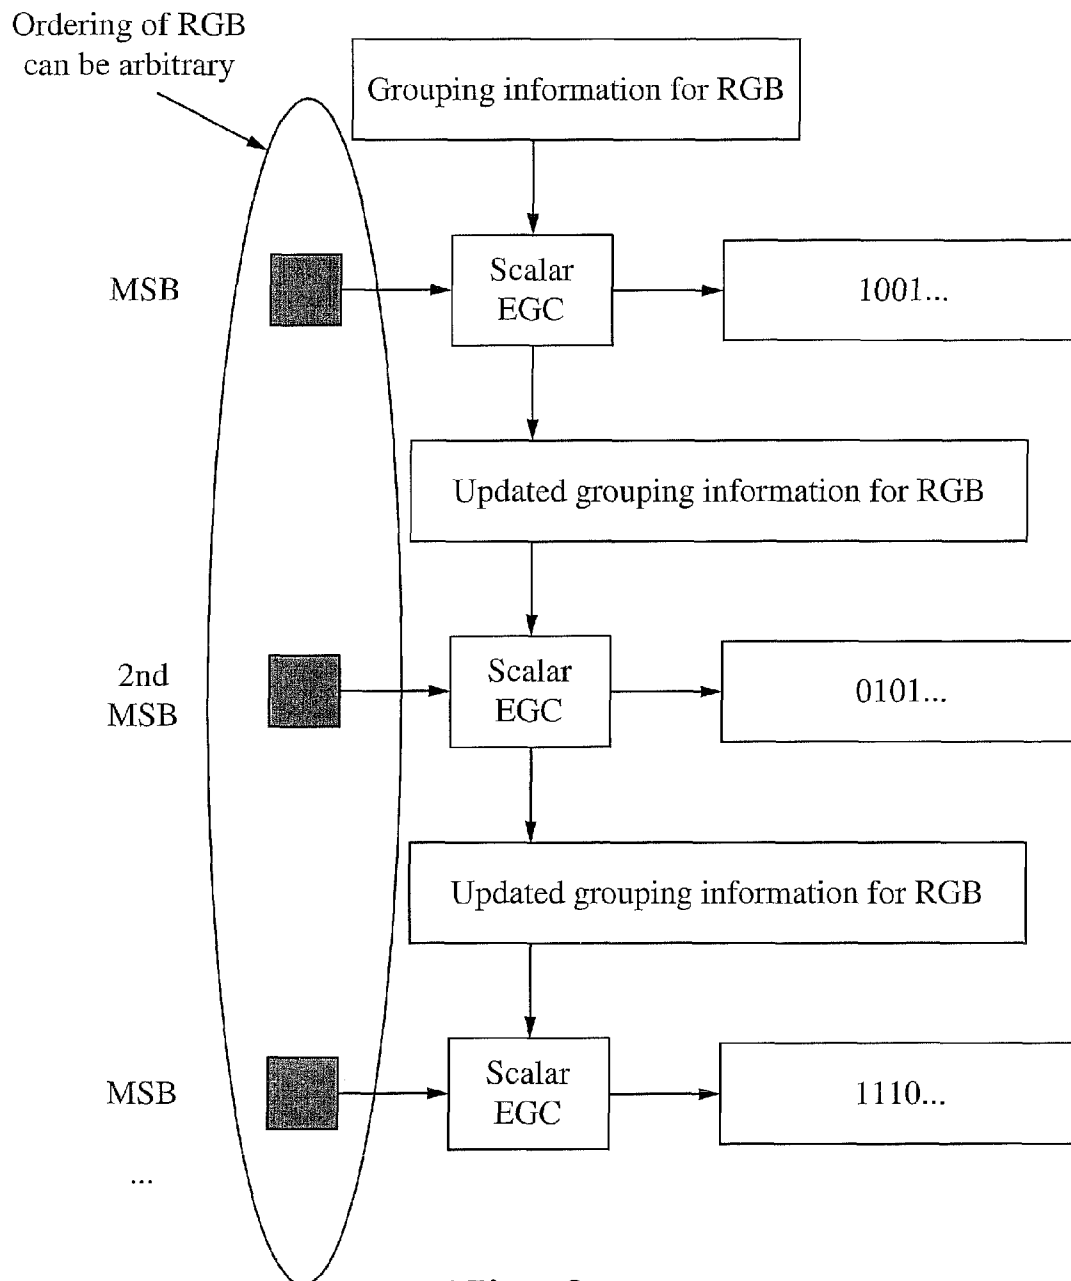 Ordering of RGB
can be arbitrary
Grouping information for RGB
MSB
Scalar
EGC
1001...
Updated grouping information for RGB
2nd
MSB
Scalar
EGC
0101...
Updated grouping information for RGB
MSB
Scalar
EGC
1110...
...